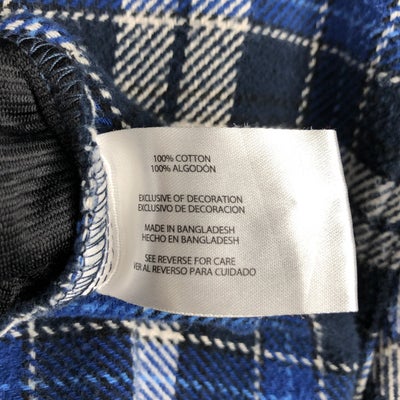 100% COTTON
100% ALGODÓN
EXCLUSIVE OF DECORATION
EXCLUSIVO DE DECORACION
MADE IN BANGLADESH
HECHO EN BANGLADESH
SEE REVERSE FOR CARE
VER AL REVERSO PARA CUIDADO